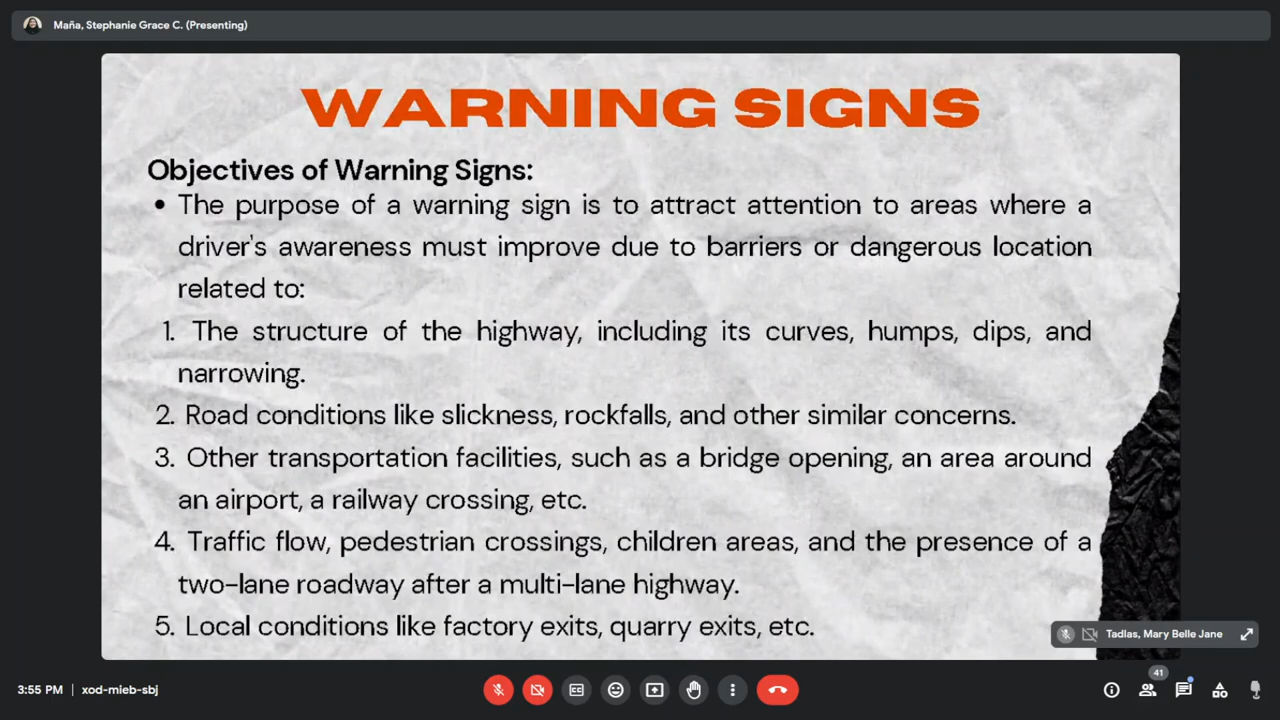 Maña, Stephanie Grace C. (Presenting)
WARNING SIGNS
Objectives of Warning Signs:
• The purpose of a warning sign is to attract attention to areas where a
driver's awareness must improve due to barriers or dangerous location
related to:
1. The structure of the highway, including its curves, humps, dips, and
narrowing.
2. Road conditions like slickness, rockfalls, and other similar concerns.
3. Other transportation facilities, such as a bridge opening, an area around
an airport, a railway crossing, etc.
4. Traffic flow, pedestrian crossings, children areas, and the presence of a
two-lane roadway after a multi-lane highway.
5. Local conditions like factory exits, quarry exits, etc.
Tadlas, Mary Belle Jane
41
3:55 PM | xod-mieb-sbj